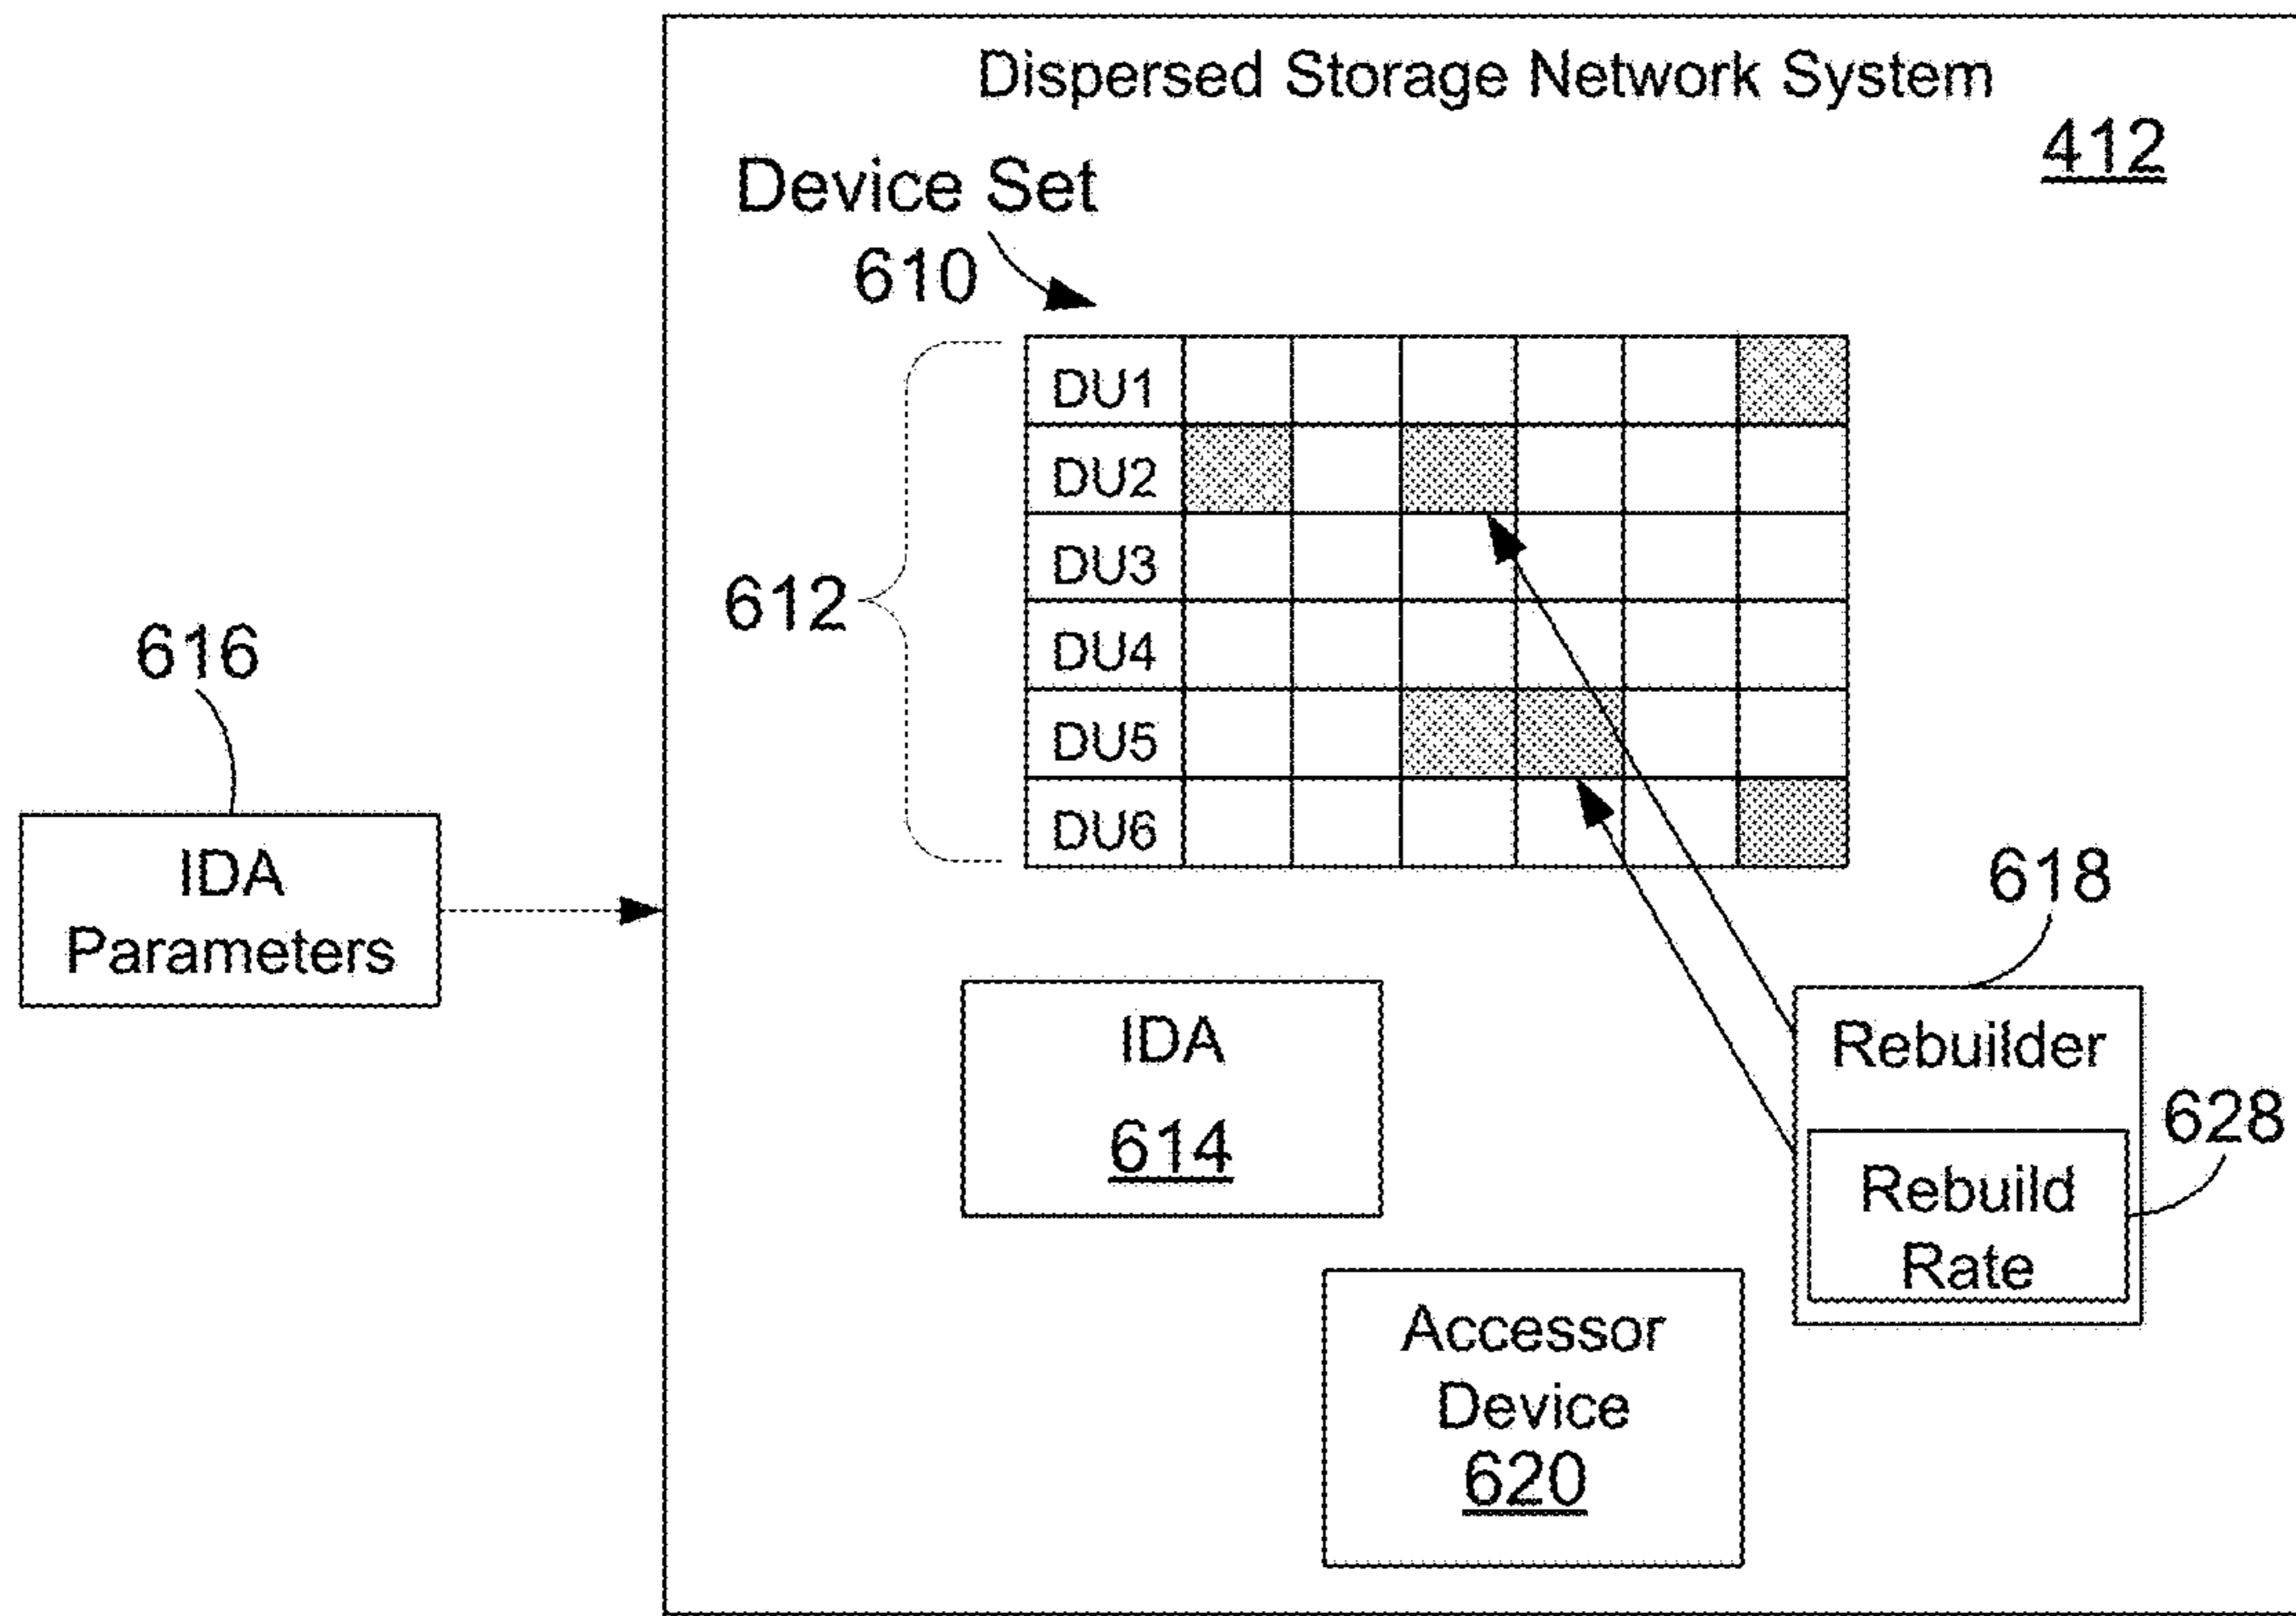 Dispersed Storage Network System
412
Device Set
610
DU1
DU2
DU3
DU4
DU5
DU6
612
616
IDA
Parameters
IDA
614
618
Rebuilder
628
Rebuild
Rate
Accessor
Device
620